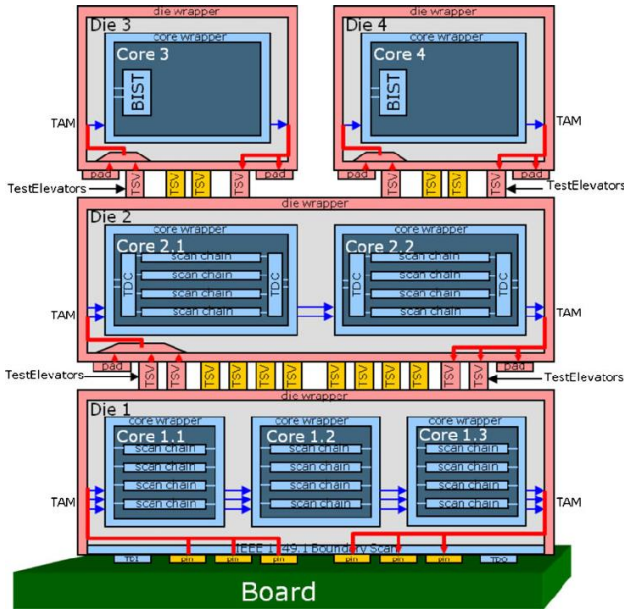 die wrapper
die wrapper
Die 3
Die 4
core wrapper
core wrapper
Core 3
Core 4
BIST
BIST
TAM
TAM
pad
TSV
TSV
TSV
TSV
pad
pad
TSV
TSV
TSV
TSV
pad
TestElevators
TestElevators
die wrapper
Die 2
core wrapper
core wrapper
Core 2.1
Core 2.2
scan chain
scan chain
scan chain
scan chain
TDC
TDC
scan chain
scan chain
scan chain
scan chain
TDC
TDC
TAM
TAM
pad
TSV
TSV
TSV
TSV
TSV
TSV
TSV
TSV
TSV
TSV
TSV
TSV
pad
TestElevators
TestElevators
die wrapper
Die 1
core wrapper
core wrapper
core wrapper
Core 1.1
Core 1.2
Core 1.3
scan chain
scan chain
scan chain
scan chain
scan chain
scan chain
scan chain
scan chain
scan chain
scan chain
scan chain
scan chain
TAM
TAM
IEEE 1149.1 Boundary Scan
TDI
pin
pin
pin
pin
pin
pin
TDO
Board